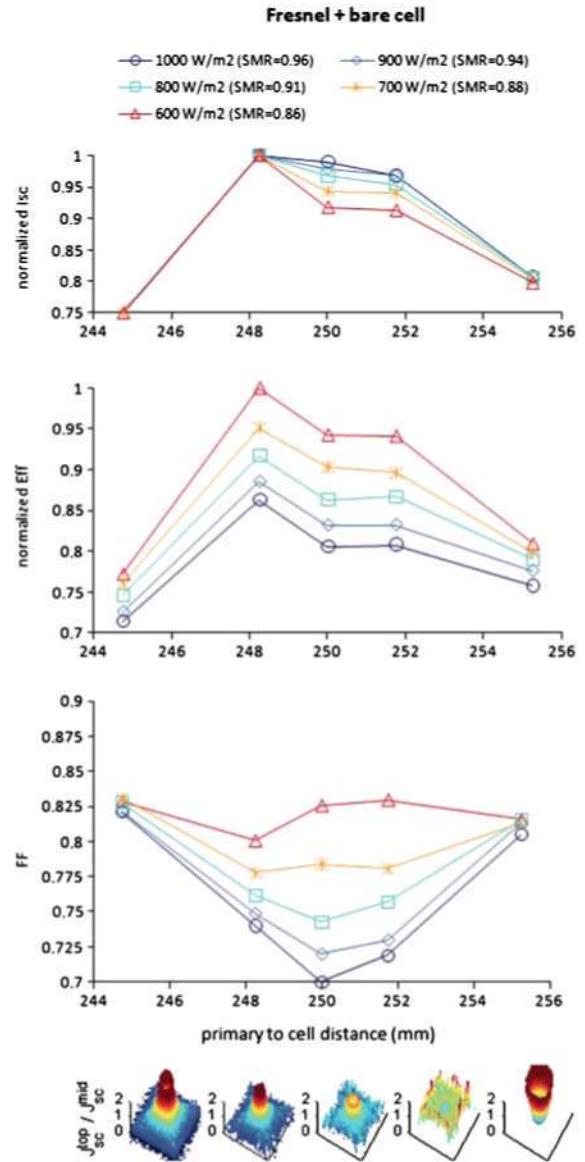 Fresnel + bare cell
1000 W/m2 (SMR=0.96) 900 W/m2 (SMR=0.94)
800 W/m2 (SMR=0.91) 700 W/m2 (SMR=0.88)
600 W/m2 (SMR=0.86)
normalized Isc
1
0.95
0.9
0.85
0.8
0.75
244 246 248 250 252 254 256
normalized Eff
1
0.95
0.9
0.85
0.8
0.75
0.7
244 246 248 250 252 254 256
FF
0.9
0.875
0.85
0.825
0.8
0.775
0.75
0.725
0.7
244 246 248 250 252 254 256
primary to cell distance (mm)
J_sc^top / J_sc^mid
2 2 2 2 2
1 1 1 1 1
0 0 0 0 0